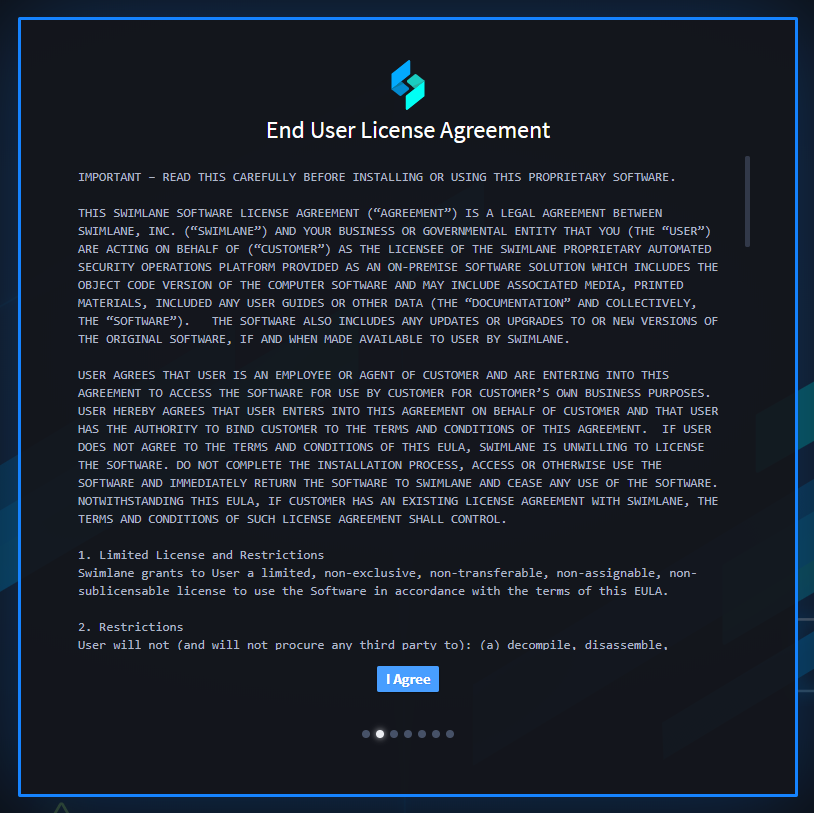 End User License Agreement
IMPORTANT – READ THIS CAREFULLY BEFORE INSTALLING OR USING THIS PROPRIETARY SOFTWARE.
THIS SWIMLANE SOFTWARE LICENSE AGREEMENT (“AGREEMENT”) IS A LEGAL AGREEMENT BETWEEN
SWIMLANE, INC. (“SWIMLANE”) AND YOUR BUSINESS OR GOVERNMENTAL ENTITY THAT YOU (THE “USER”)
ARE ACTING ON BEHALF OF (“CUSTOMER”) AS THE LICENSEE OF THE SWIMLANE PROPRIETARY AUTOMATED
SECURITY OPERATIONS PLATFORM PROVIDED AS AN ON-PREMISE SOFTWARE SOLUTION WHICH INCLUDES THE
OBJECT CODE VERSION OF THE COMPUTER SOFTWARE AND MAY INCLUDE ASSOCIATED MEDIA, PRINTED
MATERIALS, INCLUDED ANY USER GUIDES OR OTHER DATA (THE “DOCUMENTATION” AND COLLECTIVELY,
THE “SOFTWARE”).   THE SOFTWARE ALSO INCLUDES ANY UPDATES OR UPGRADES TO OR NEW VERSIONS OF
THE ORIGINAL SOFTWARE, IF AND WHEN MADE AVAILABLE TO USER BY SWIMLANE.
USER AGREES THAT USER IS AN EMPLOYEE OR AGENT OF CUSTOMER AND ARE ENTERING INTO THIS
AGREEMENT TO ACCESS THE SOFTWARE FOR USE BY CUSTOMER FOR CUSTOMER’S OWN BUSINESS PURPOSES.
USER HEREBY AGREES THAT USER ENTERS INTO THIS AGREEMENT ON BEHALF OF CUSTOMER AND THAT USER
HAS THE AUTHORITY TO BIND CUSTOMER TO THE TERMS AND CONDITIONS OF THIS AGREEMENT.  IF USER
DOES NOT AGREE TO THE TERMS AND CONDITIONS OF THIS EULA, SWIMLANE IS UNWILLING TO LICENSE
THE SOFTWARE. DO NOT COMPLETE THE INSTALLATION PROCESS, ACCESS OR OTHERWISE USE THE
SOFTWARE AND IMMEDIATELY RETURN THE SOFTWARE TO SWIMLANE AND CEASE ANY USE OF THE SOFTWARE.
NOTWITHSTANDING THIS EULA, IF CUSTOMER HAS AN EXISTING LICENSE AGREEMENT WITH SWIMLANE, THE
TERMS AND CONDITIONS OF SUCH LICENSE AGREEMENT SHALL CONTROL.
1. Limited License and Restrictions
Swimlane grants to User a limited, non-exclusive, non-transferable, non-assignable, non-
sublicensable license to use the Software in accordance with the terms of this EULA.
2. Restrictions
User will not (and will not procure any third party to): (a) decompile, disassemble,
I Agree